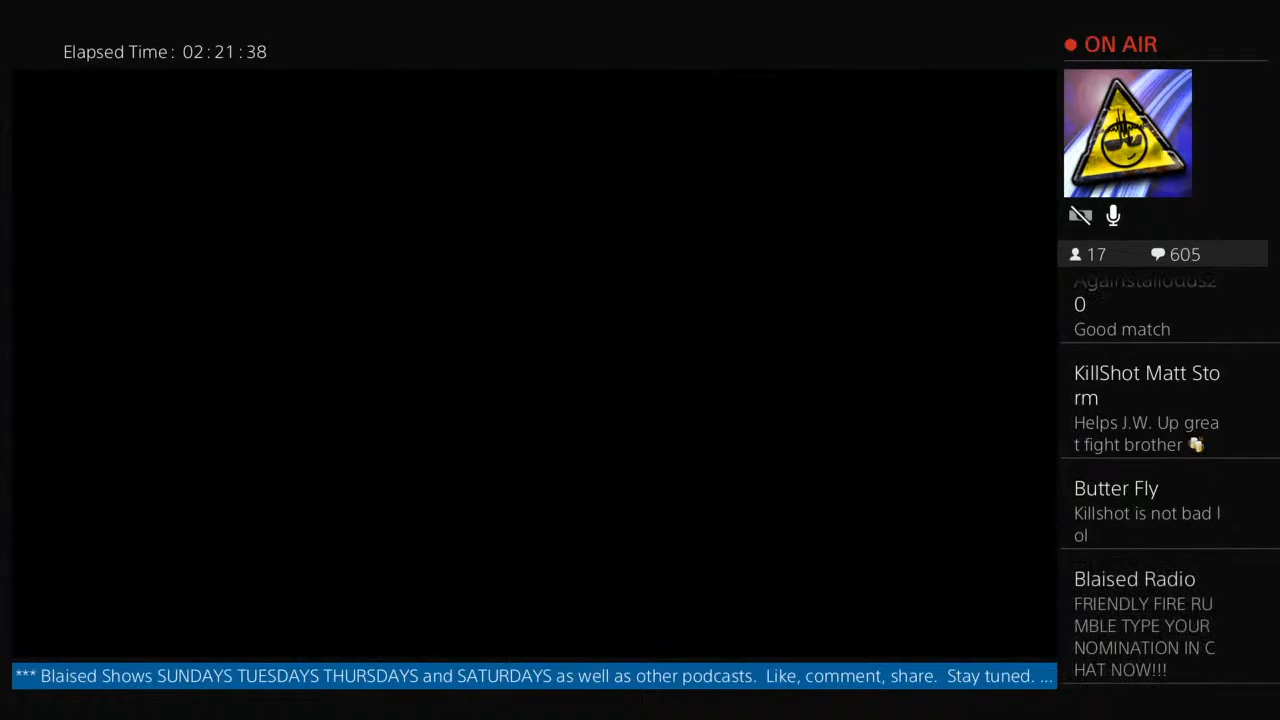 Elapsed Time: 02:21:38
ON AIR
17 605
0
Good match
KillShot Matt Sto
rm
Helps J.W. Up grea
t fight brother 🍻
Butter Fly
Killshot is not bad l
ol
Blaised Radio
FRIENDLY FIRE RU
MBLE TYPE YOUR
NOMINATION IN C
HAT NOW!!!
*** Blaised Shows SUNDAYS TUESDAYS THURSDAYS and SATURDAYS as well as other podcasts. Like, comment, share. Stay tuned. ...